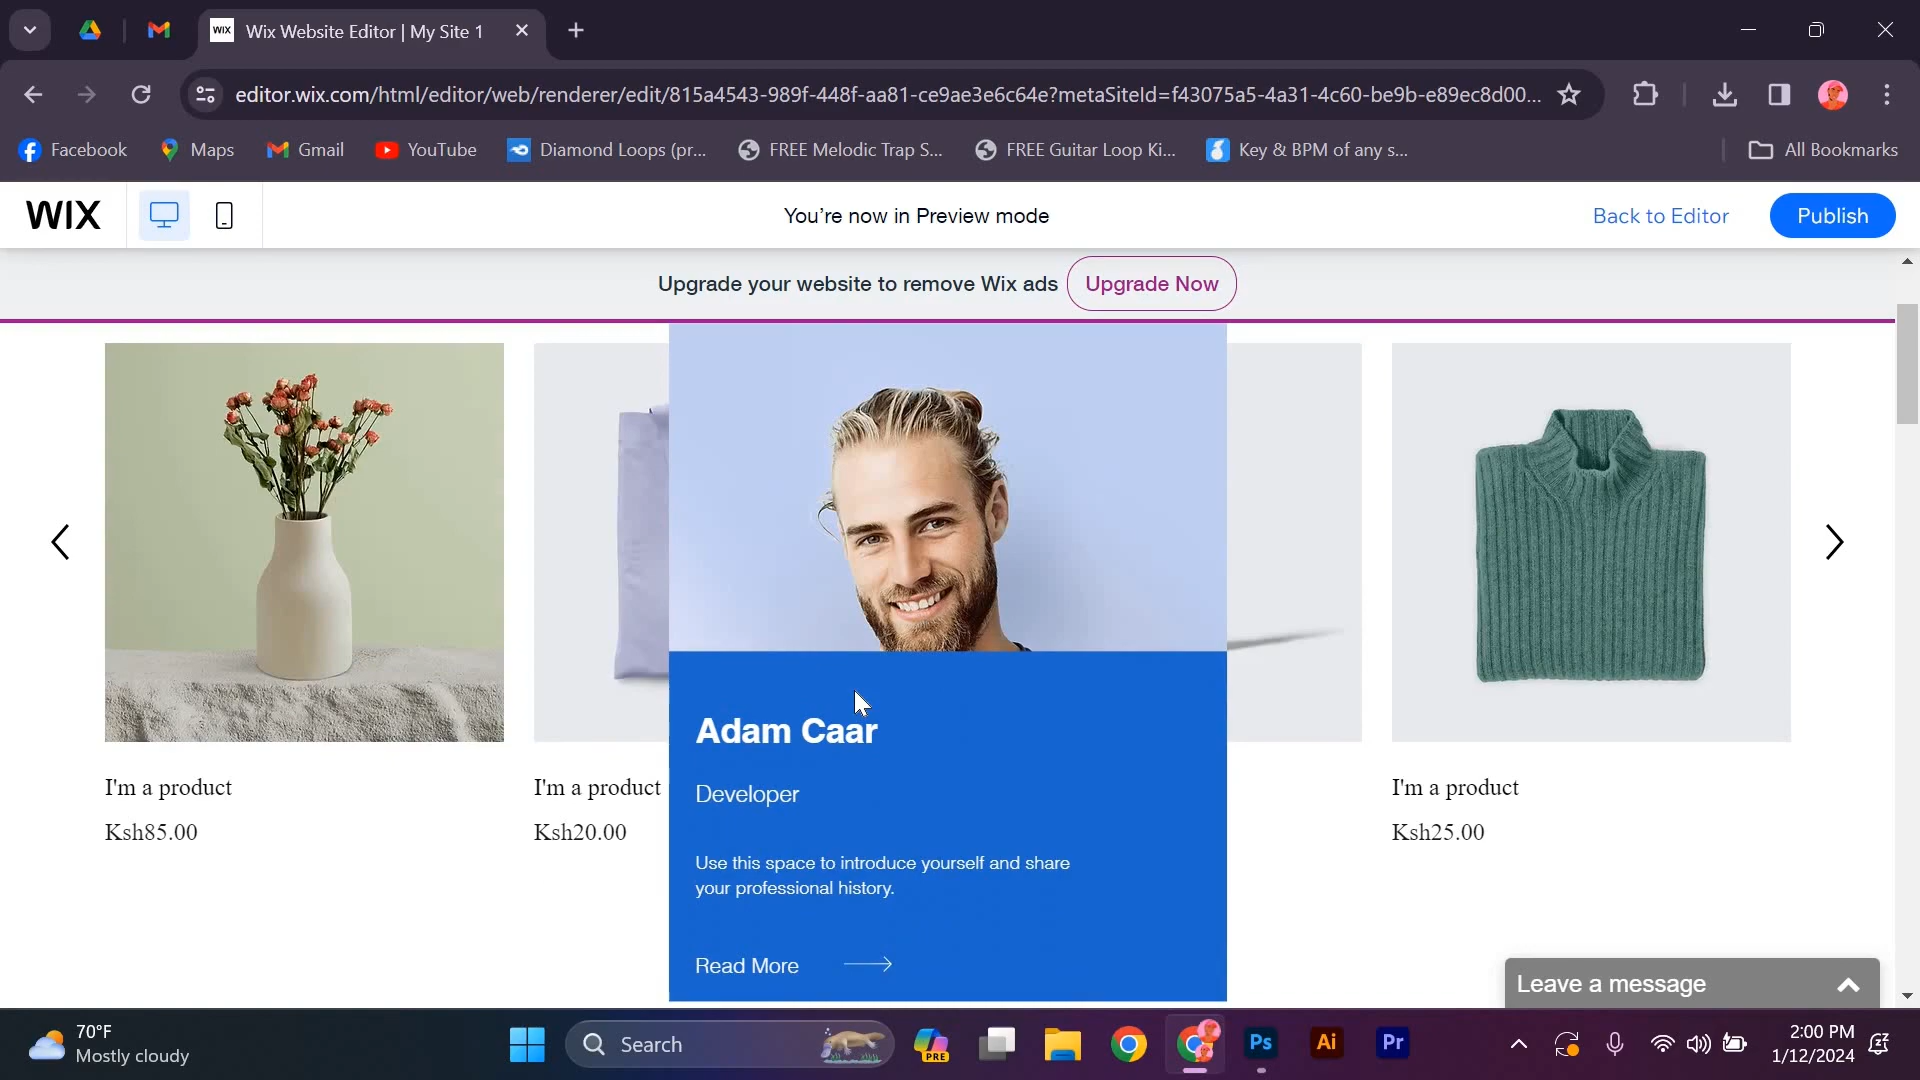 WIX Wix Website Editor | My Site 1
editor.wix.com/html/editor/web/renderer/edit/815a4543-989f-448f-aa81-ce9ae3e6c64e?metaSiteId=f43075a5-4a31-4c60-be9b-e89ec8d00...
Facebook Maps Gmail YouTube Diamond Loops (pr... FREE Melodic Trap S... FREE Guitar Loop Ki... Key & BPM of any s... All Bookmarks
WIX You're now in Preview mode Back to Editor Publish
Upgrade your website to remove Wix ads Upgrade Now
Adam Caar
Developer
Use this space to introduce yourself and share
your professional history.
Read More
I'm a product
Ksh85.00
I'm a product
Ksh20.00
I'm a product
Ksh25.00
Leave a message
70°F
Mostly cloudy
Search
PRE
Ps
Ai
Pr
2:00 PM
1/12/2024